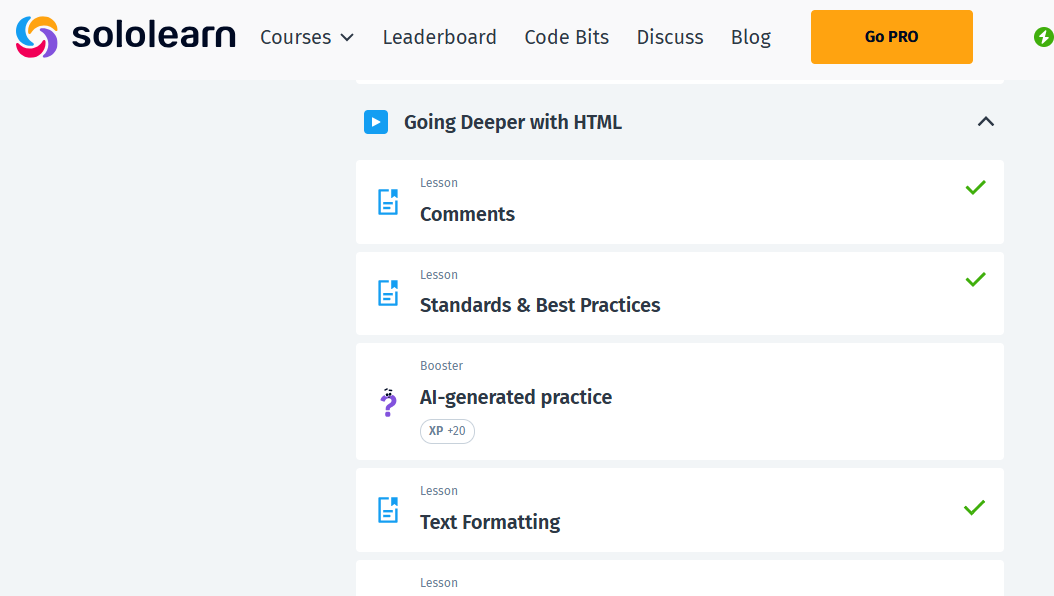 sololearn Courses Leaderboard Code Bits Discuss Blog Go PRO
Going Deeper with HTML
Lesson
Comments
Lesson
Standards & Best Practices
Booster
AI-generated practice
XP +20
Lesson
Text Formatting
Lesson